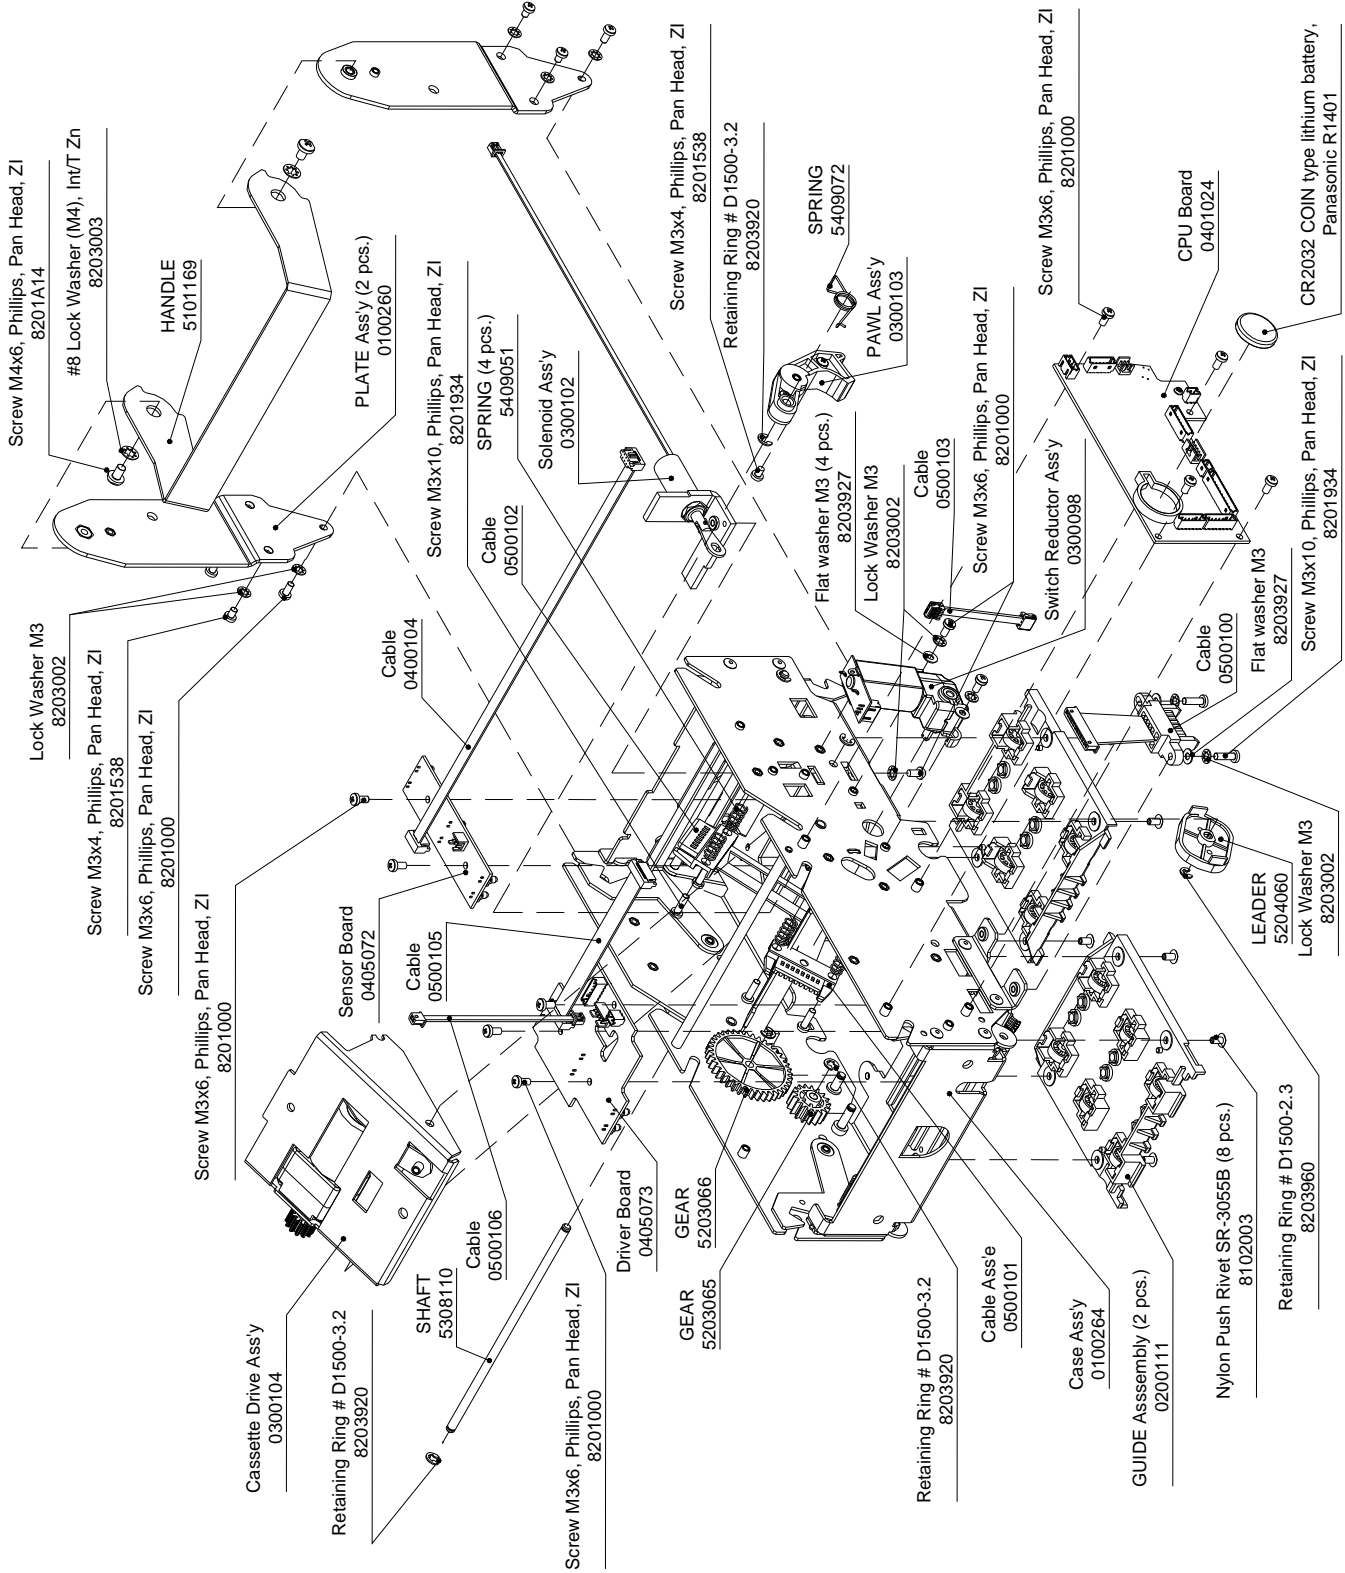 Screw M4x6, Phillips, Pan Head, ZI
8201A14
#8 Lock Washer (M4), Int/T Zn
8203003
HANDLE
5101169
PLATE Ass'y (2 pcs.)
0100260
Screw M3x10, Phillips, Pan Head, ZI
8201934
SPRING (4 pcs.)
5409051
Cable
0500102
Solenoid Ass'y
0300102
Screw M3x4, Phillips, Pan Head, ZI
8201538
Retaining Ring # D1500-3.2
8203920
SPRING
5409072
PAWL Ass'y
0300103
Flat washer M3 (4 pcs.)
8203927
Lock Washer M3
8203002
Cable
0500103
Screw M3x6, Phillips, Pan Head, ZI
8201000
Switch Reductor Ass'y
0300098
Screw M3x6, Phillips, Pan Head, ZI
8201000
CPU Board
0401024
CR2032 COIN type lithium battery,
Panasonic R1401
Lock Washer M3
8203002
Screw M3x4, Phillips, Pan Head, ZI
8201538
Screw M3x6, Phillips, Pan Head, ZI
8201000
Cable
0400104
Screw M3x6, Phillips, Pan Head, ZI
8201000
Sensor Board
0405072
Cable
0500105
Cable
0500106
SHAFT
5308110
Cassette Drive Ass'y
0300104
Retaining Ring # D1500-3.2
8203920
Screw M3x6, Phillips, Pan Head, ZI
8201000
Driver Board
0405073
GEAR
5203066
GEAR
5203065
Retaining Ring # D1500-3.2
8203920
Cable Ass'e
0500101
Case Ass'y
0100264
GUIDE Asssembly (2 pcs.)
0200111
Nylon Push Rivet SR-3055B (8 pcs.)
8102003
Retaining Ring # D1500-2.3
8203960
LEADER
5204060
Lock Washer M3
8203002
Cable
0500100
Flat washer M3
8203927
Screw M3x10, Phillips, Pan Head, ZI
8201934